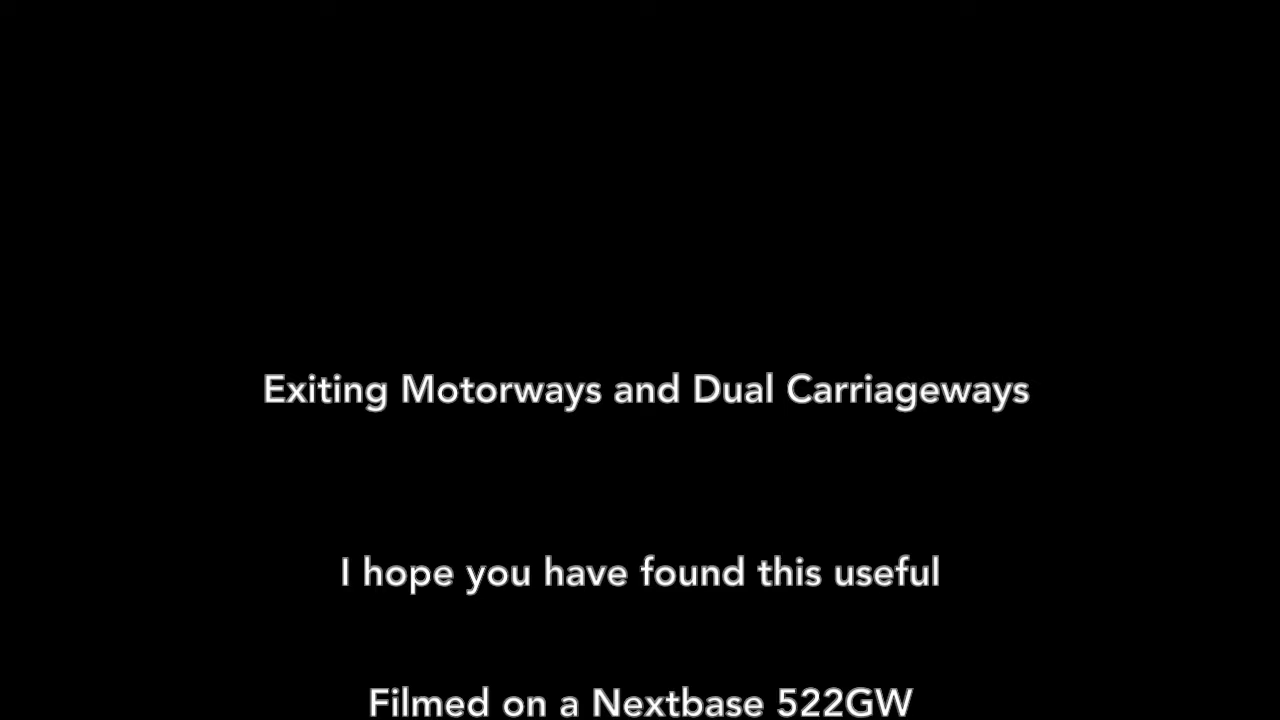 Exiting Motorways and Dual Carriageways
I hope you have found this useful
Filmed on a Nextbase 522GW